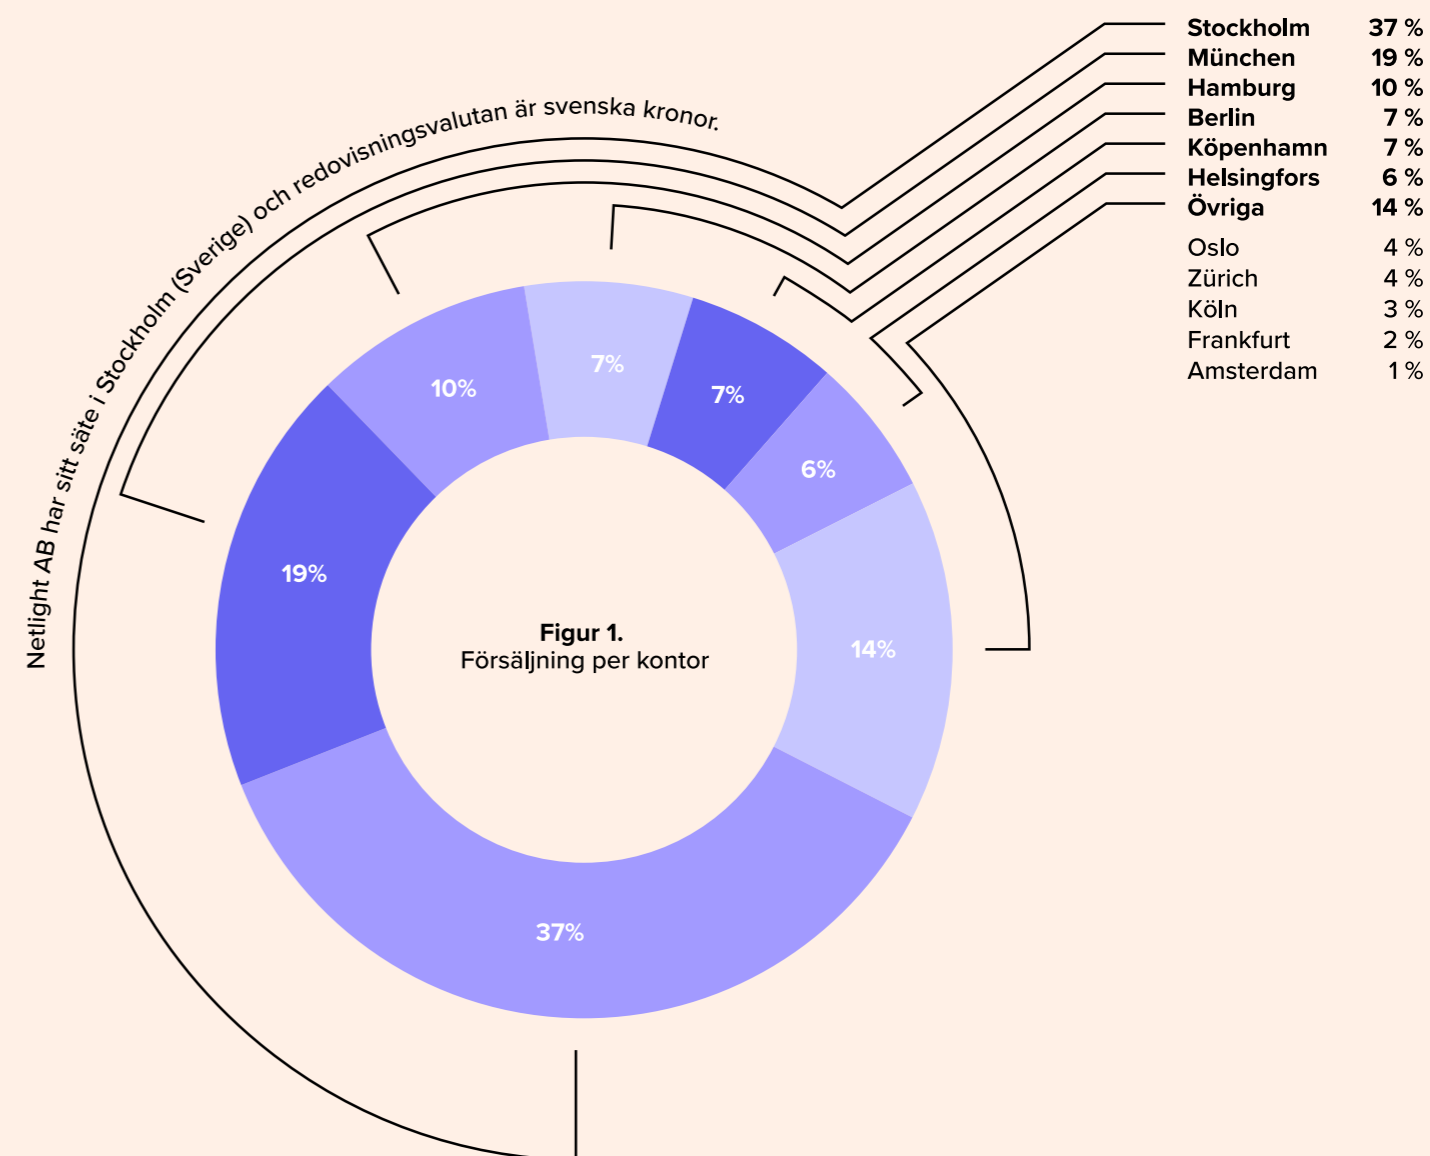 Netlight AB har sitt säte i Stockholm (Sverige) och redovisningsvalutan är svenska kronor.
Stockholm 37 %
München 19 %
Hamburg 10 %
Berlin 7 %
Köpenhamn 7 %
Helsingfors 6 %
Övriga 14 %
Oslo 4 %
Zürich 4 %
Köln 3 %
Frankfurt 2 %
Amsterdam 1 %
7%
10%
7%
6%
19%
14%
37%
Figur 1.
Försäljning per kontor